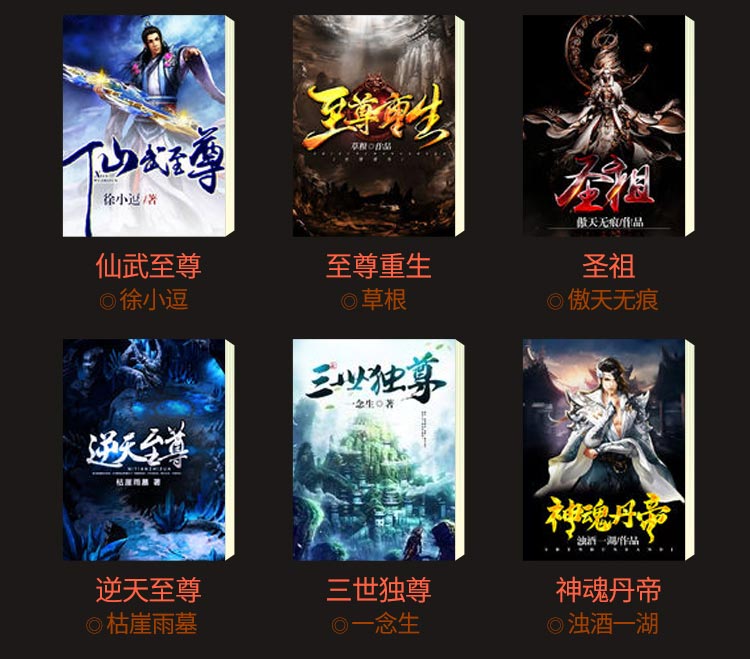 仙武至尊
徐小逗/著
至尊重生
草根◎作品
圣祖
傲天无痕/作品
仙武至尊
◎徐小逗
至尊重生
◎草根
圣祖
◎傲天无痕
逆天至尊
NITIANZHIZUN
枯崖雨墓 著
三世独尊
一念生◎著
神魂丹帝
浊酒一湖/作品
SHENHUNDANDI
逆天至尊
◎枯崖雨墓
三世独尊
◎一念生
神魂丹帝
◎浊酒一湖